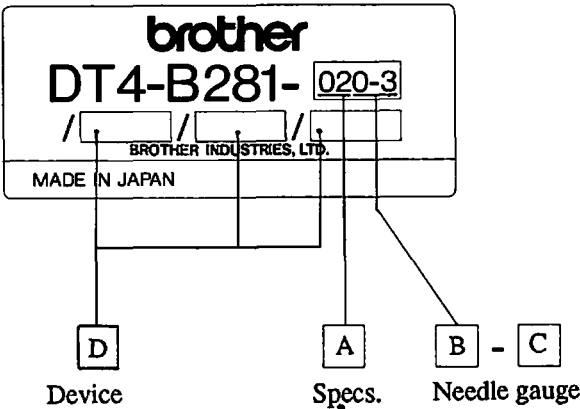 brother
DT4-B281- 020-3
/ / /
BROTHER INDUSTRIES, LTD.
MADE IN JAPAN
D A B - C
Device Specs. Needle gauge